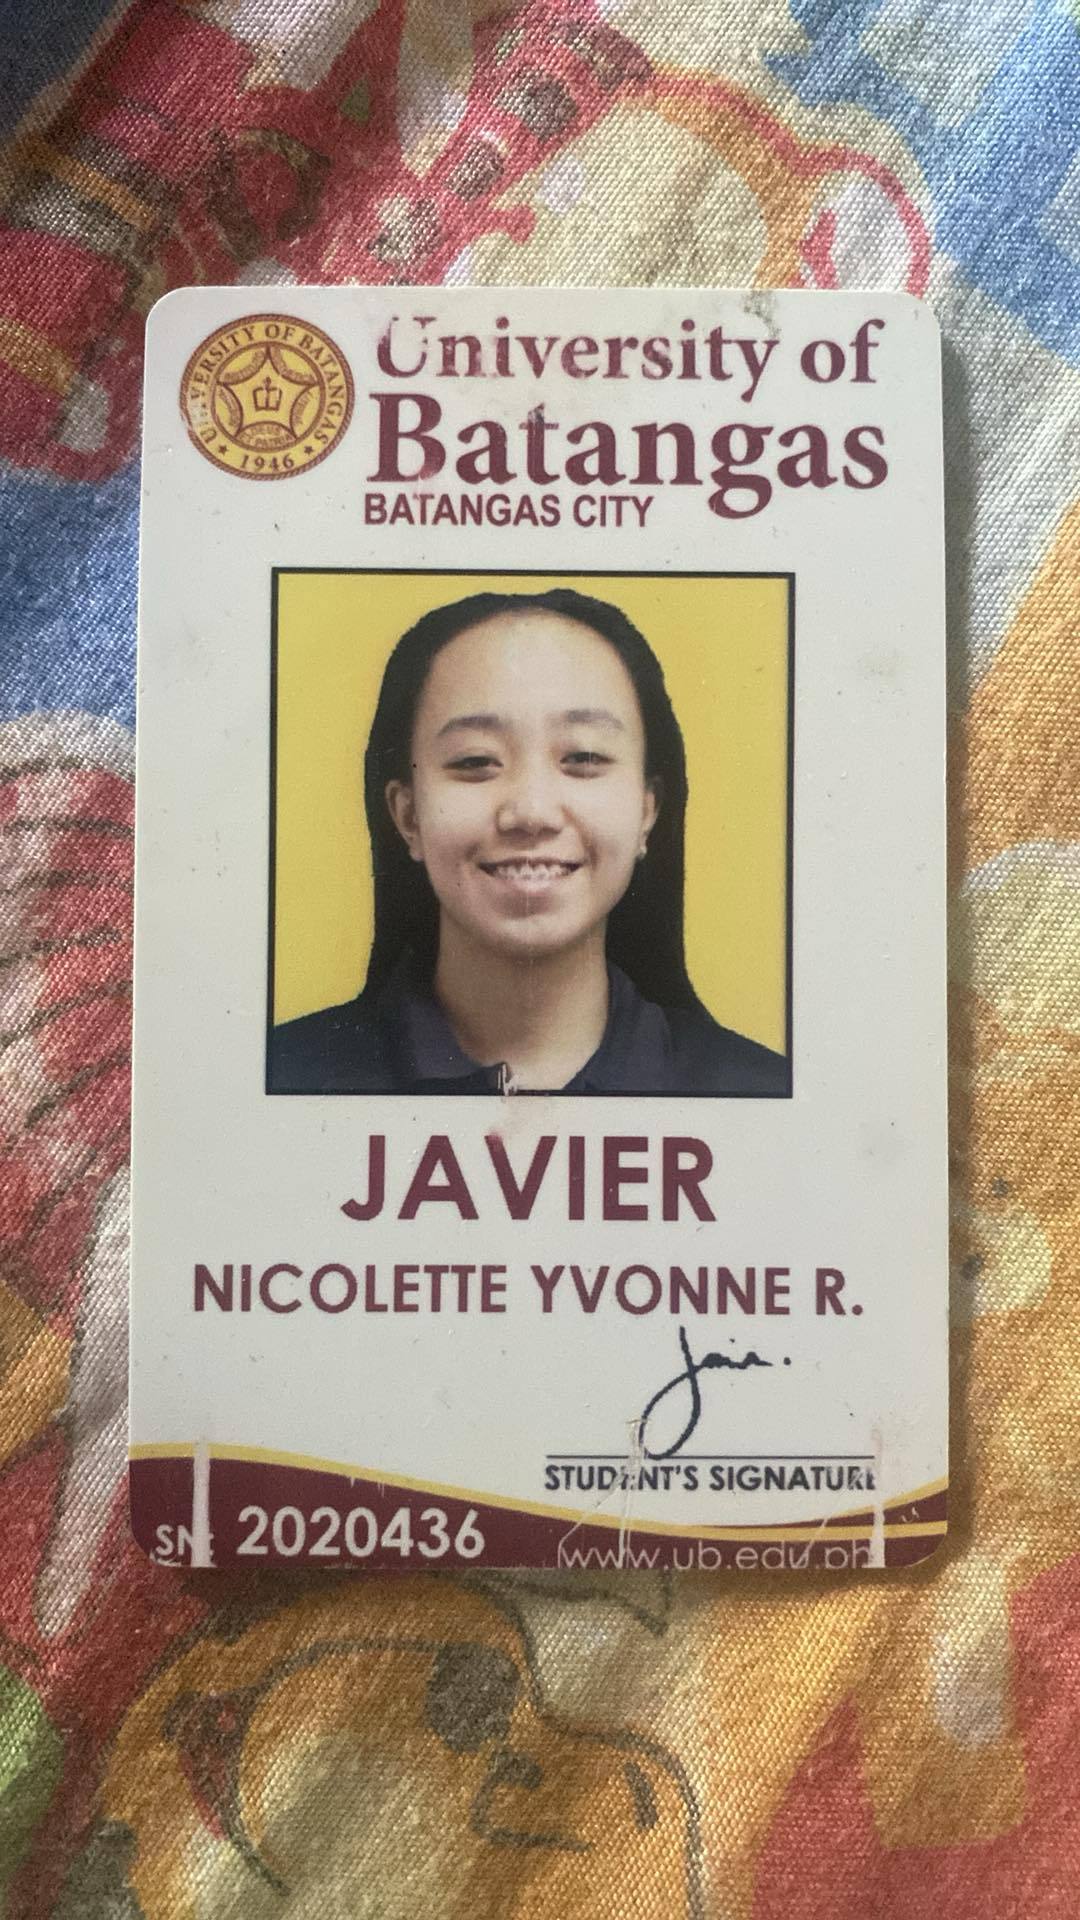 University of
Batangas
BATANGAS CITY
UNIVERSITY OF BATANGAS
1946
JAVIER
NICOLETTE YVONNE R.
STUDENT'S SIGNATURE
SN: 2020436
www.ub.edu.ph